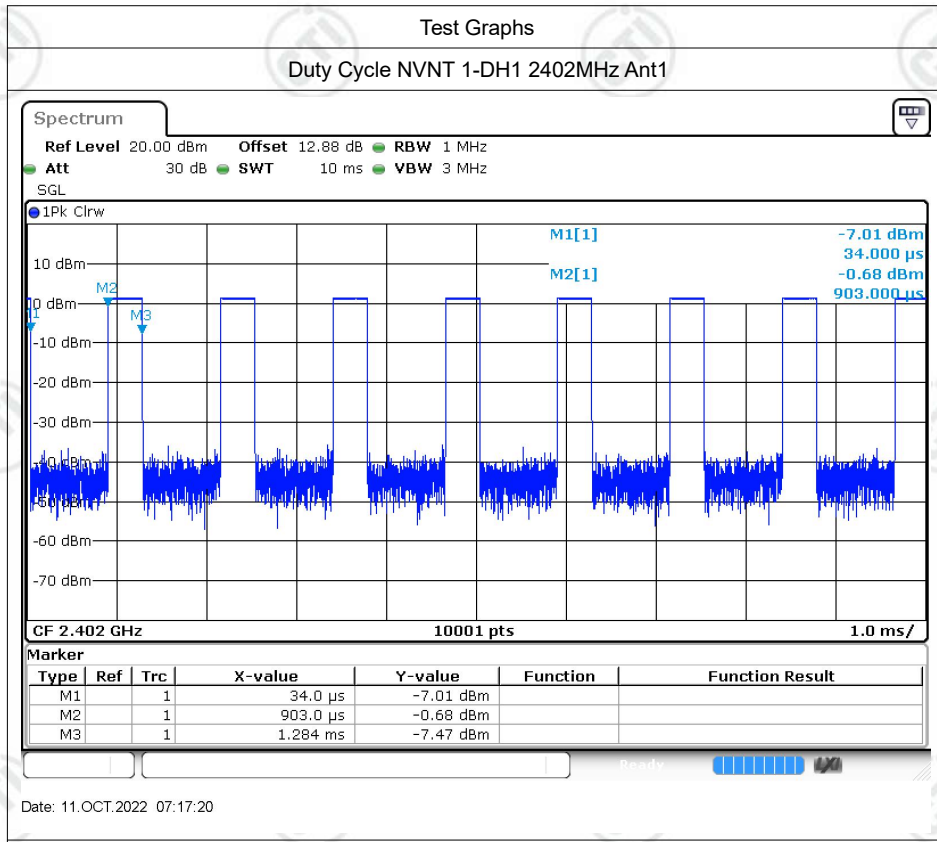 Test Graphs
Duty Cycle NVNT 1-DH1 2402MHz Ant1
Spectrum
Ref Level 20.00 dBm Offset 12.88 dB RBW 1 MHz
Att 30 dB SWT 10 ms VBW 3 MHz
SGL
1Pk Clrw
M1[1] -7.01 dBm
34.000 µs
10 dBm
M2[1] -0.68 dBm
903.000 µs
M2
0 dBm
M3
-10 dBm
-20 dBm
-30 dBm
-40 dBm
-50 dBm
-60 dBm
-70 dBm
CF 2.402 GHz 10001 pts 1.0 ms/
Marker
Type Ref Trc X-value Y-value Function Function Result
M1 1 34.0 µs -7.01 dBm
M2 1 903.0 µs -0.68 dBm
M3 1 1.284 ms -7.47 dBm
Ready LXI
Date: 11.OCT.2022 07:17:20